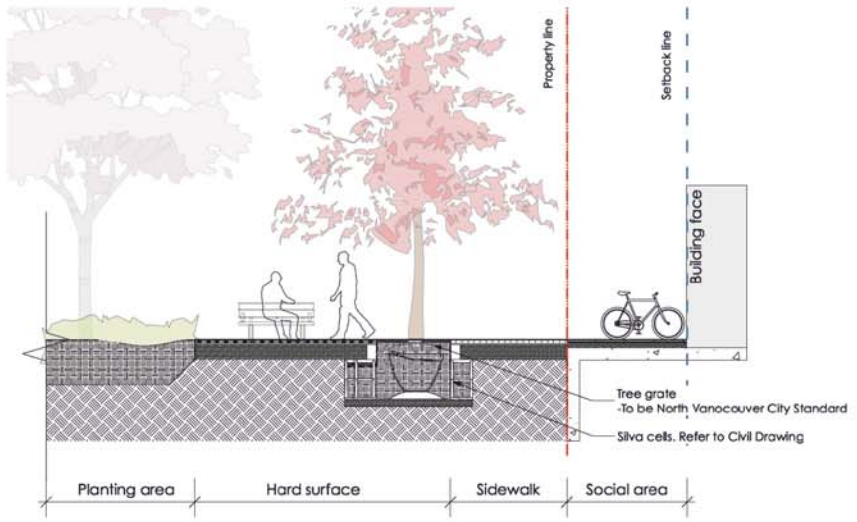 Property line
Setback line
Building face
Tree grate
-To be North Vanocouver City Standard
Silva cells. Refer to Civil Drawing
Planting area
Hard surface
Sidewalk
Social area